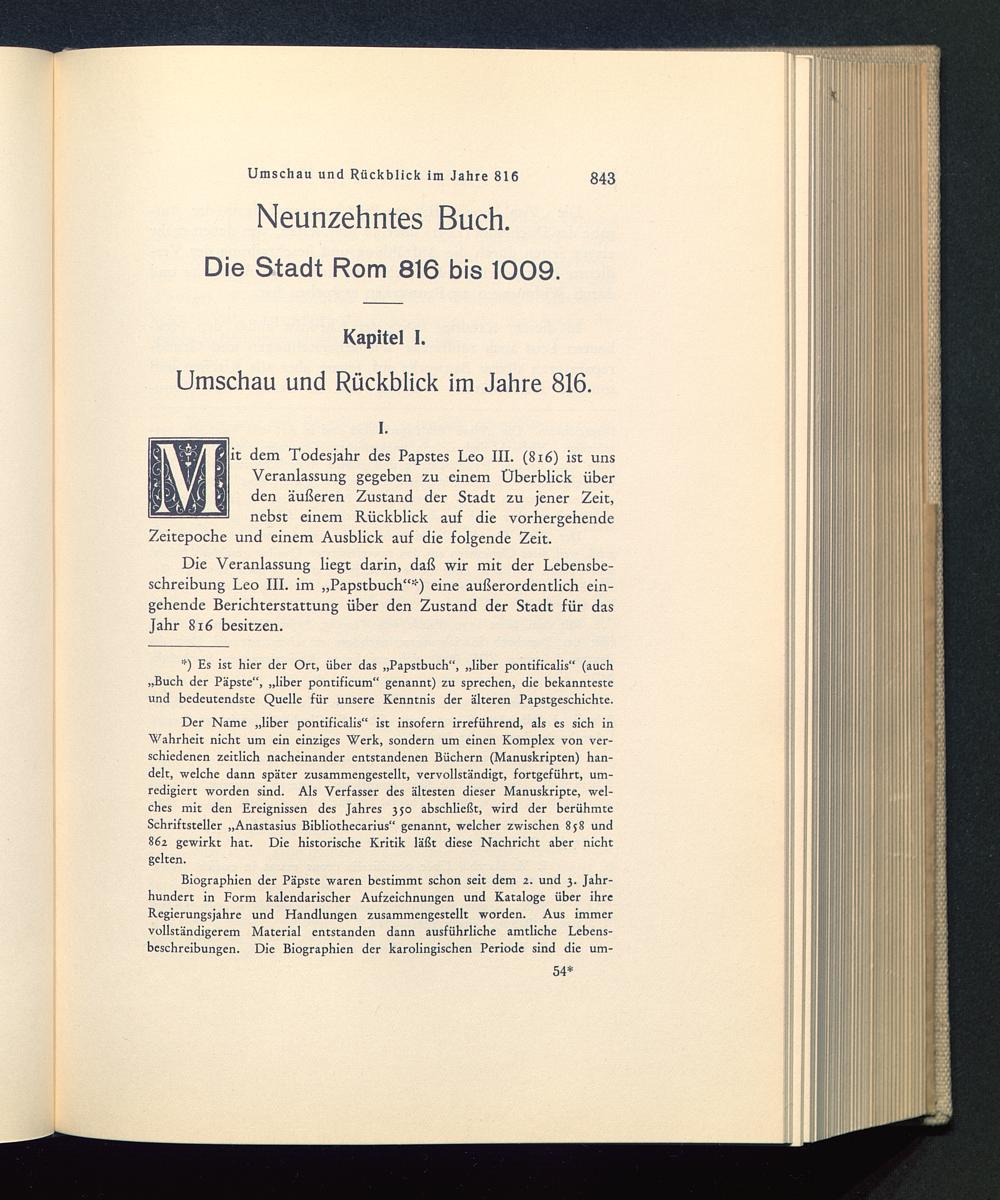 Umschau und Rückblick im Jahre 816 843
Neunzehntes Buch.
Die Stadt Rom 816 bis 1009.
Kapitel I.
Umschau und Rückblick im Jahre 816.
I.
Mit dem Todesjahr des Papstes Leo III. (816) ist uns
Veranlassung gegeben zu einem Überblick über
den äußeren Zustand der Stadt zu jener Zeit,
nebst einem Rückblick auf die vorhergehende
Zeitepoche und einem Ausblick auf die folgende Zeit.
Die Veranlassung liegt darin, daß wir mit der Lebensbe-
schreibung Leo III. im „Papstbuch“*) eine außerordentlich ein-
gehende Berichterstattung über den Zustand der Stadt für das
Jahr 816 besitzen.
*) Es ist hier der Ort, über das „Papstbuch“, „liber pontificalis“ (auch
„Buch der Päpste“, „liber pontificum“ genannt) zu sprechen, die bekannteste
und bedeutendste Quelle für unsere Kenntnis der älteren Papstgeschichte.
Der Name „liber pontificalis“ ist insofern irreführend, als es sich in
Wahrheit nicht um ein einziges Werk, sondern um einen Komplex von ver-
schiedenen zeitlich nacheinander entstandenen Büchern (Manuskripten) han-
delt, welche dann später zusammengestellt, vervollständigt, fortgeführt, um-
redigiert worden sind. Als Verfasser des ältesten dieser Manuskripte, wel-
ches mit den Ereignissen des Jahres 350 abschließt, wird der berühmte
Schriftsteller „Anastasius Bibliothecarius“ genannt, welcher zwischen 858 und
862 gewirkt hat. Die historische Kritik läßt diese Nachricht aber nicht
gelten.
Biographien der Päpste waren bestimmt schon seit dem 2. und 3. Jahr-
hundert in Form kalendarischer Aufzeichnungen und Kataloge über ihre
Regierungsjahre und Handlungen zusammengestellt worden. Aus immer
vollständigerem Material entstanden dann ausführliche amtliche Lebens-
beschreibungen. Die Biographien der karolingischen Periode sind die um-
54*